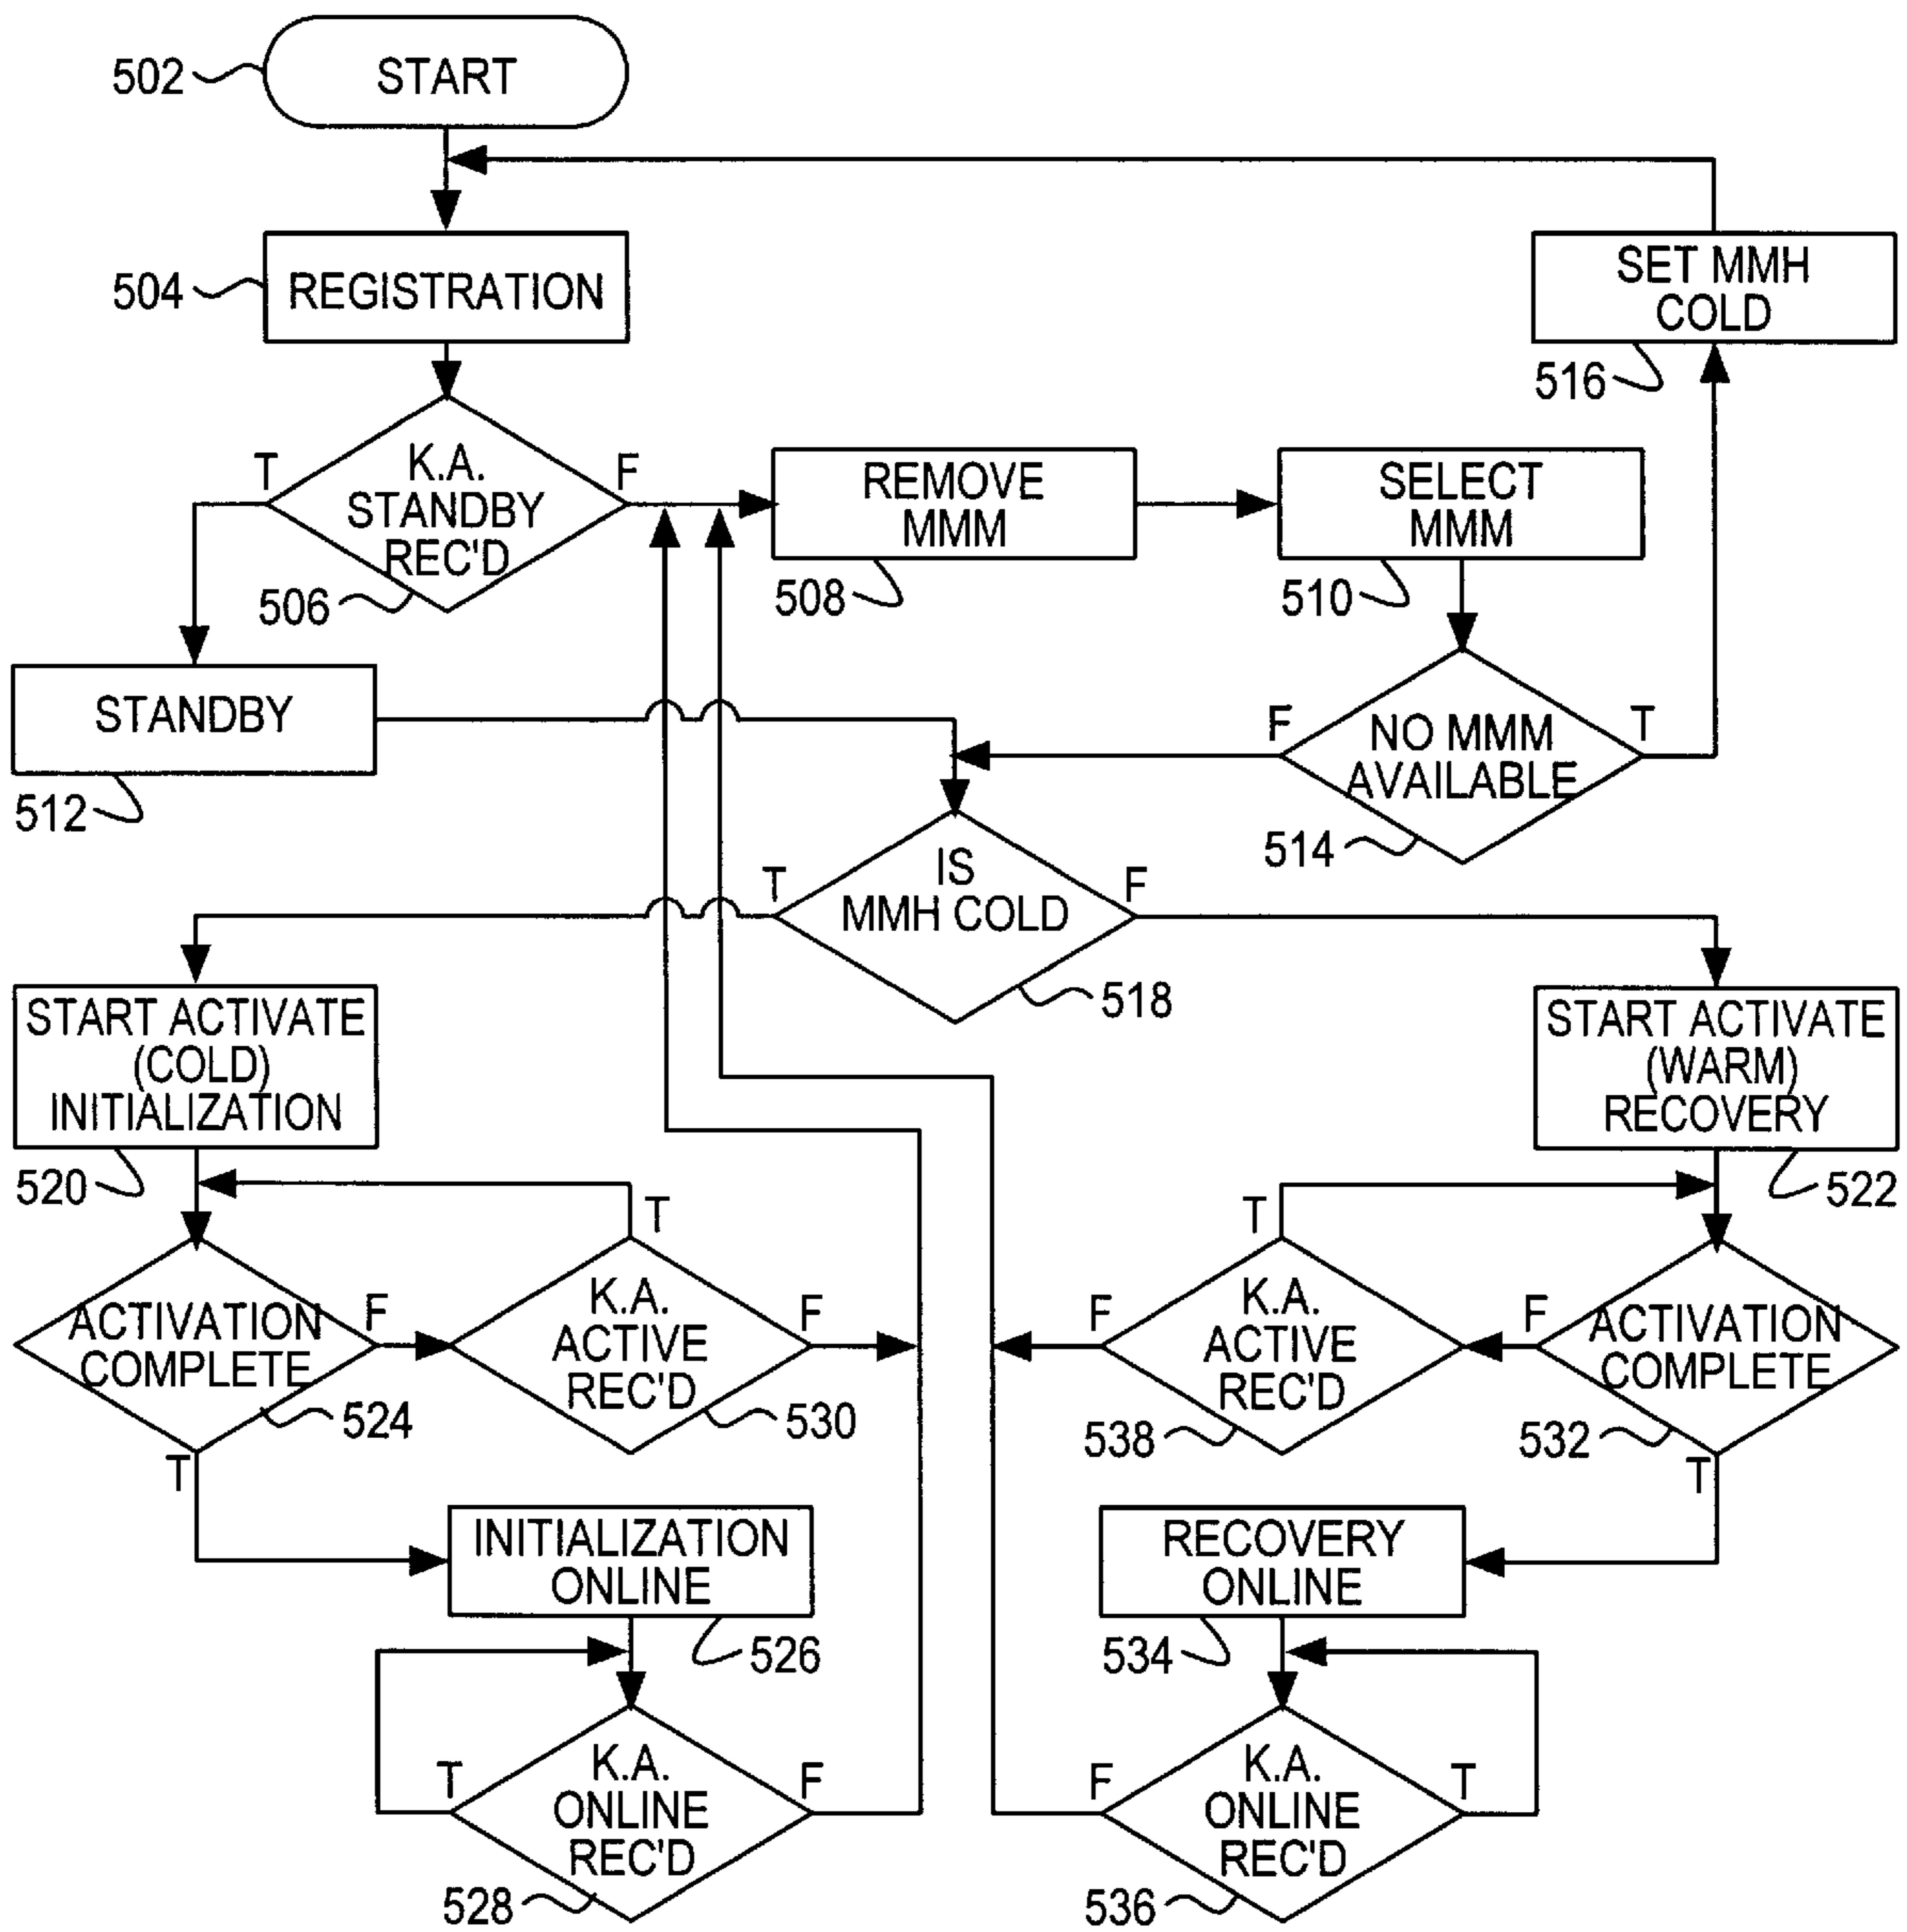 502
START
504
REGISTRATION
SET MMH
COLD
516
T
K.A.
STANDBY
REC'D
F
506
REMOVE
MMM
508
SELECT
MMM
510
STANDBY
512
F
NO MMM
AVAILABLE
T
514
T
IS
MMH COLD
F
518
START ACTIVATE
(COLD)
INITIALIZATION
520
START ACTIVATE
(WARM)
RECOVERY
522
ACTIVATION
COMPLETE
F
524
T
T
K.A.
ACTIVE
REC'D
F
530
T
F
K.A.
ACTIVE
REC'D
538
F
ACTIVATION
COMPLETE
532
T
INITIALIZATION
ONLINE
526
RECOVERY
ONLINE
534
T
K.A.
ONLINE
REC'D
F
528
F
K.A.
ONLINE
REC'D
T
536